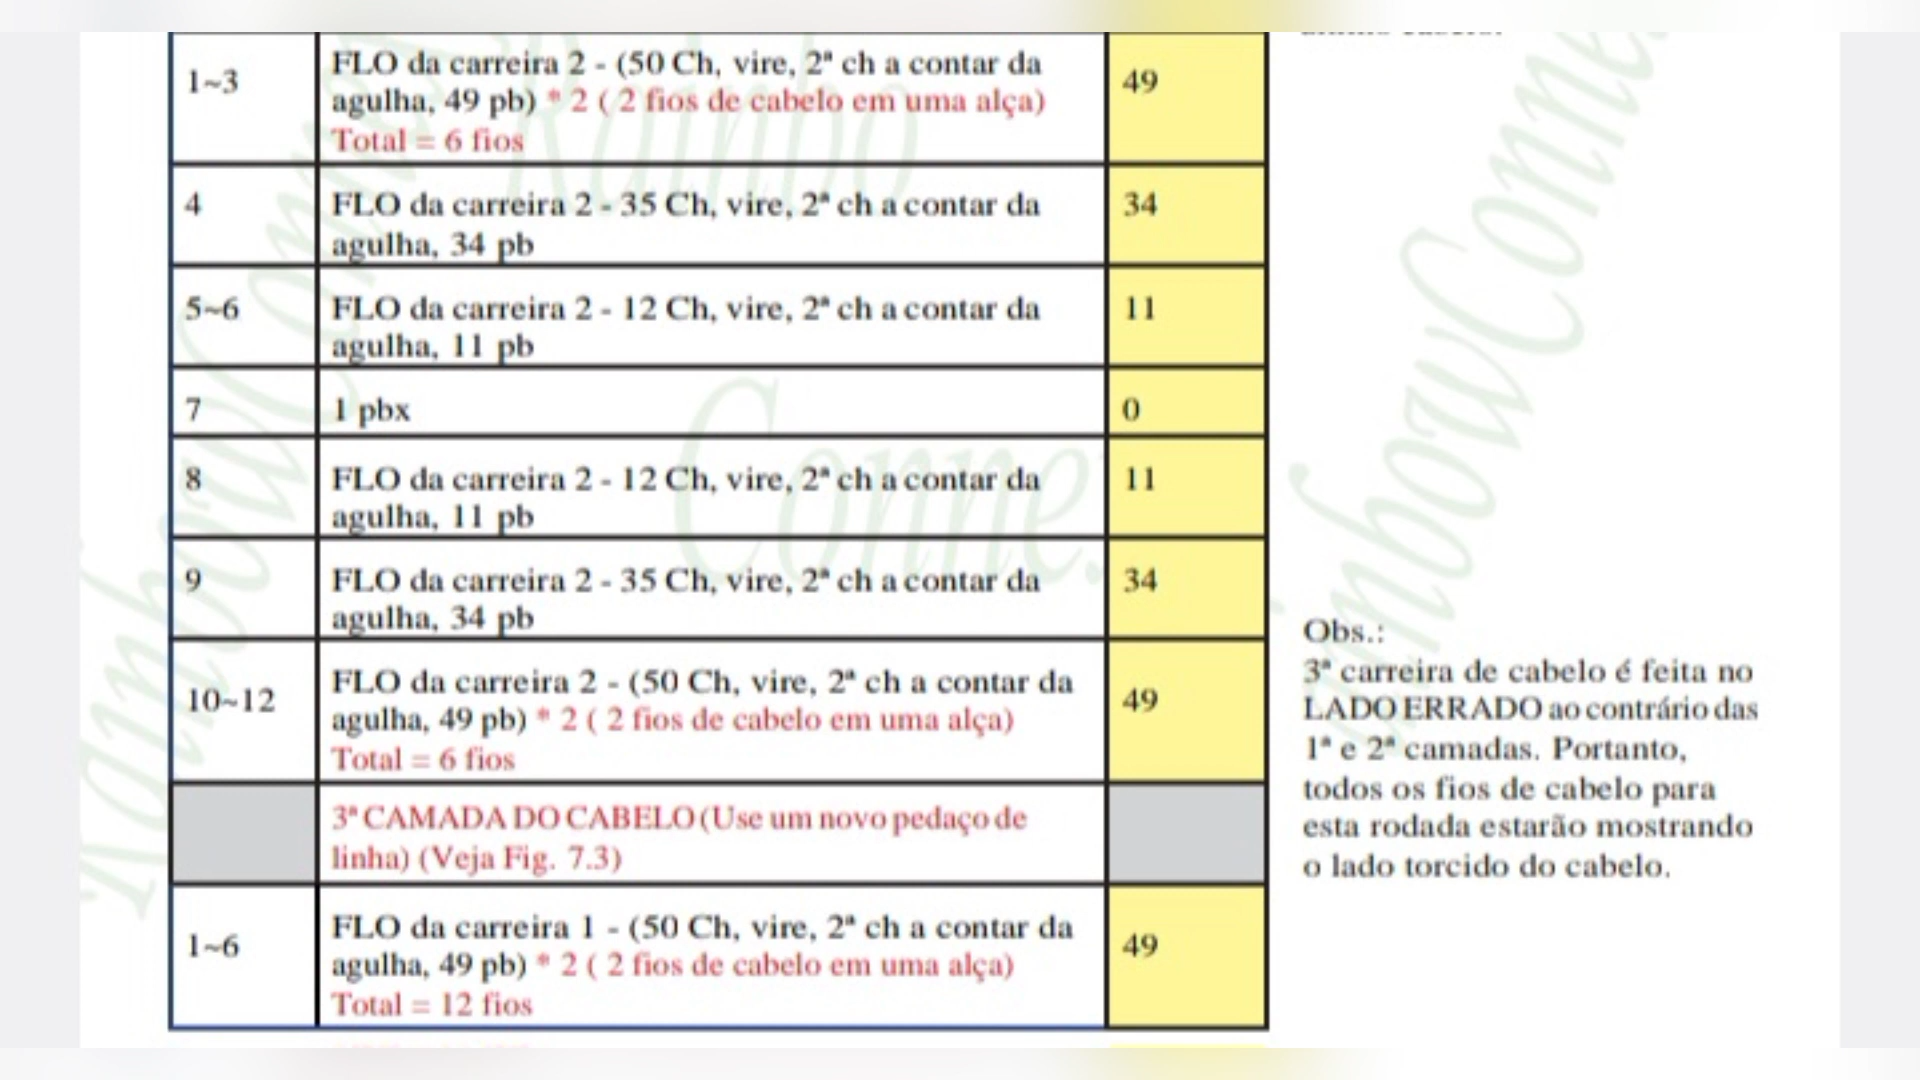 1~3
FLO da carreira 2 - (50 Ch, vire, 2ª ch a contar da
agulha, 49 pb) * 2 ( 2 fios de cabelo em uma alça)
Total = 6 fios
49
4
FLO da carreira 2 - 35 Ch, vire, 2ª ch a contar da
agulha, 34 pb
34
5~6
FLO da carreira 2 - 12 Ch, vire, 2ª ch a contar da
agulha, 11 pb
11
7
1 pbx
0
8
FLO da carreira 2 - 12 Ch, vire, 2ª ch a contar da
agulha, 11 pb
11
9
FLO da carreira 2 - 35 Ch, vire, 2ª ch a contar da
agulha, 34 pb
34
10~12
FLO da carreira 2 - (50 Ch, vire, 2ª ch a contar da
agulha, 49 pb) * 2 ( 2 fios de cabelo em uma alça)
Total = 6 fios
49
3ª CAMADA DO CABELO (Use um novo pedaço de
linha) (Veja Fig. 7.3)
1~6
FLO da carreira 1 - (50 Ch, vire, 2ª ch a contar da
agulha, 49 pb) * 2 ( 2 fios de cabelo em uma alça)
Total = 12 fios
49
Obs.:
3ª carreira de cabelo é feita no
LADO ERRADO ao contrário das
1ª e 2ª camadas. Portanto,
todos os fios de cabelo para
esta rodada estarão mostrando
o lado torcido do cabelo.